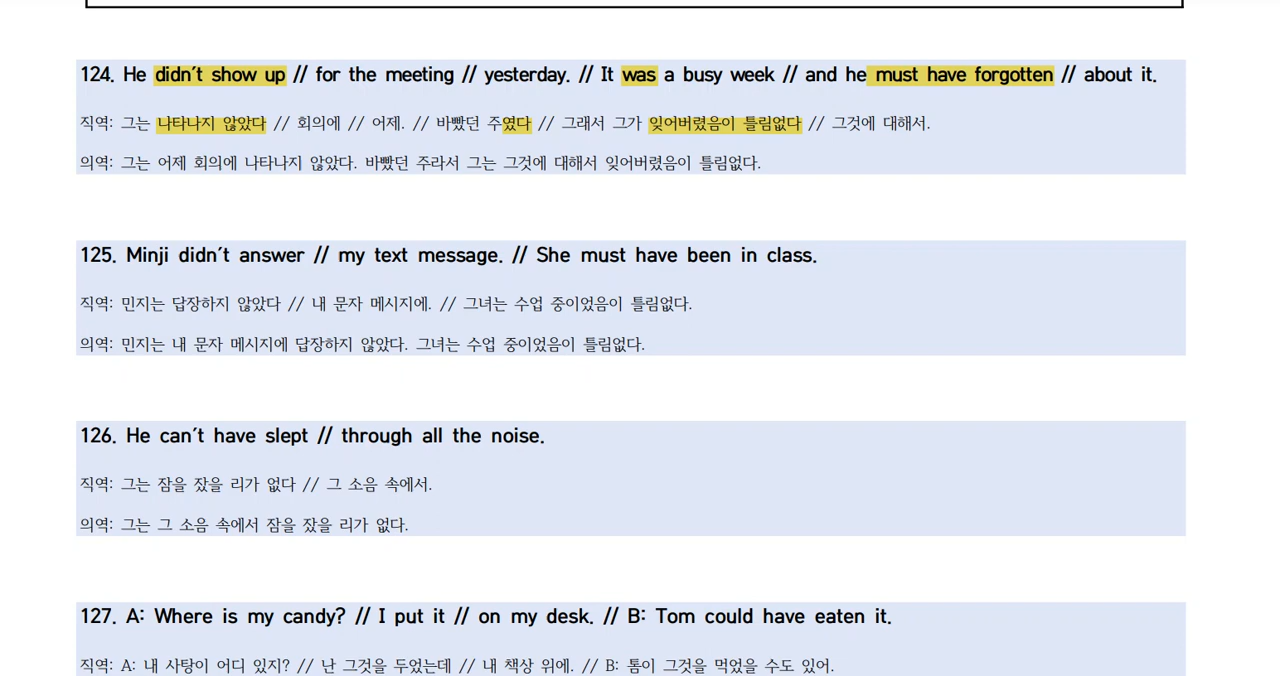 124. He didn't show up // for the meeting // yesterday. // It was a busy week // and he must have forgotten // about it.
직역: 그는 나타나지 않았다 // 회의에 // 어제. // 바빴던 주였다 // 그래서 그가 잊어버렸음이 틀림없다 // 그것에 대해서.
의역: 그는 어제 회의에 나타나지 않았다. 바빴던 주라서 그는 그것에 대해서 잊어버렸음이 틀림없다.
125. Minji didn't answer // my text message. // She must have been in class.
직역: 민지는 답장하지 않았다 // 내 문자 메시지에. // 그녀는 수업 중이었음이 틀림없다.
의역: 민지는 내 문자 메시지에 답장하지 않았다. 그녀는 수업 중이었음이 틀림없다.
126. He can't have slept // through all the noise.
직역: 그는 잠을 잤을 리가 없다 // 그 소음 속에서.
의역: 그는 그 소음 속에서 잠을 잤을 리가 없다.
127. A: Where is my candy? // I put it // on my desk. // B: Tom could have eaten it.
직역: A: 내 사탕이 어디 있지? // 난 그것을 두었는데 // 내 책상 위에. // B: 톰이 그것을 먹었을 수도 있어.